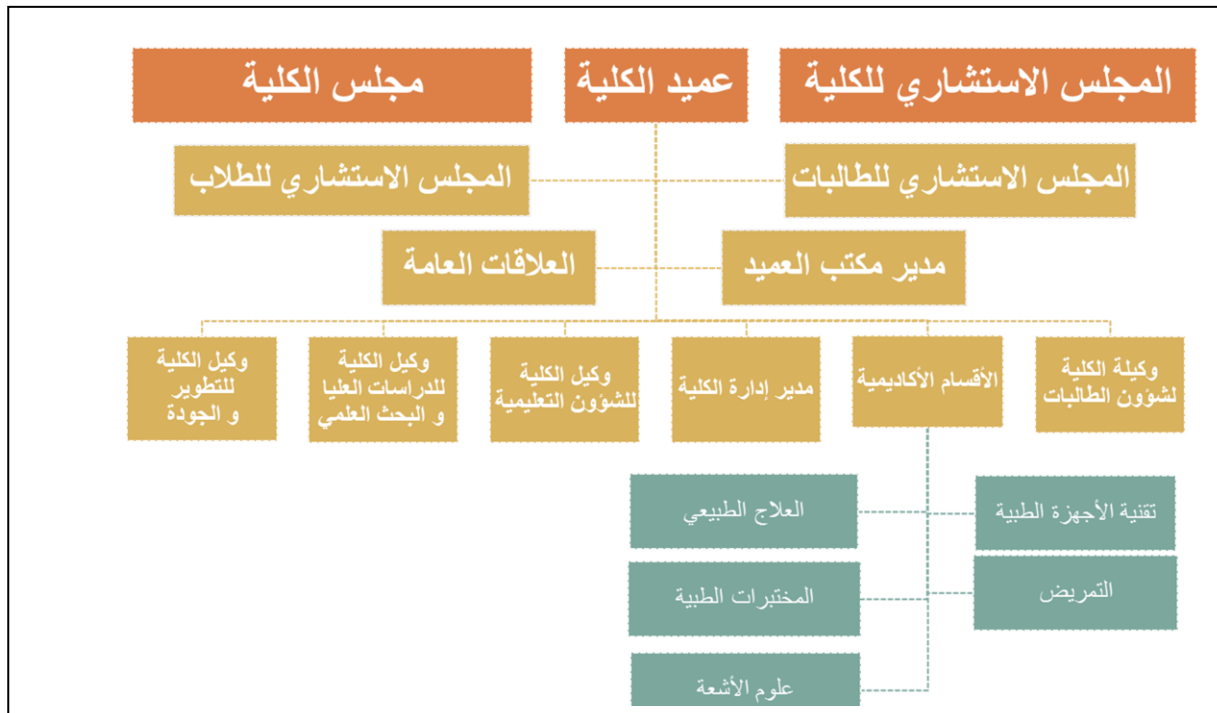 المجلس الاستشاري للكلية
عميد الكلية
مجلس الكلية
المجلس الاستشاري للطالبات
المجلس الاستشاري للطلاب
مدير مكتب العميد
العلاقات العامة
وكيلة الكلية
لشؤون الطالبات
الأقسام الأكاديمية
مدير إدارة الكلية
وكيل الكلية
للشؤون التعليمية
وكيل الكلية
للدراسات العليا
و البحث العلمي
وكيل الكلية
للتطوير
و الجودة
تقنية الأجهزة الطبية
العلاج الطبيعي
التمريض
المختبرات الطبية
علوم الأشعة